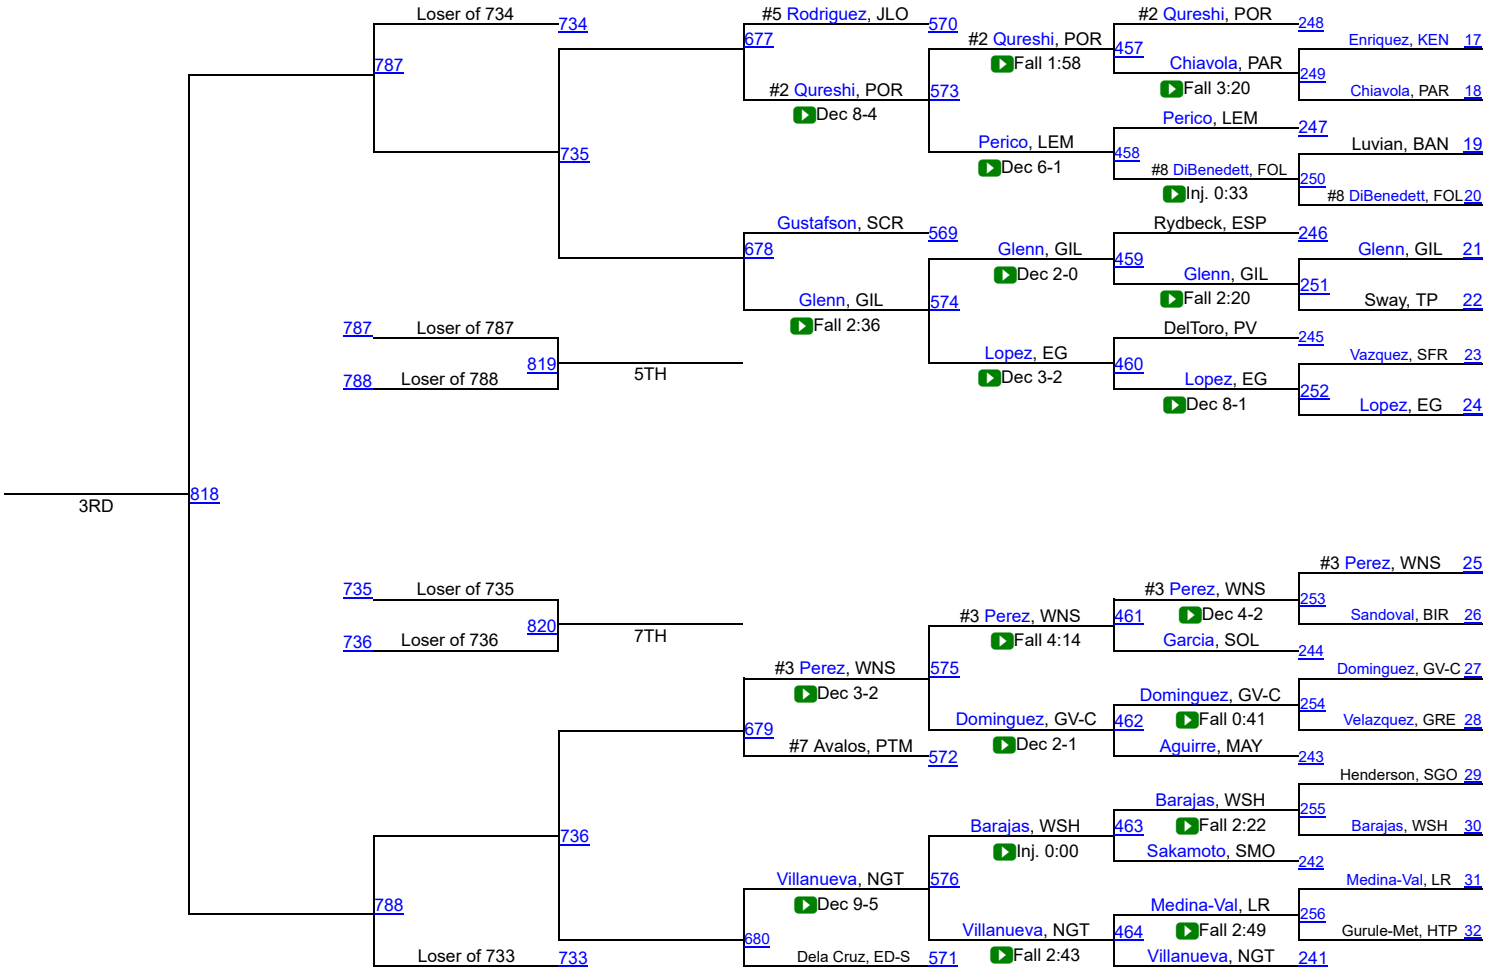 Loser of 734 734 #5 Rodriguez, JLO 570 #2 Qureshi, POR 248
677 #2 Qureshi, POR 457 Enriquez, KEN 17
787 Fall 1:58 Chiavola, PAR 249
#2 Qureshi, POR 573 Fall 3:20 Chiavola, PAR 18
Dec 8-4 Perico, LEM 247
735 Perico, LEM 458 Luvian, BAN 19
Dec 6-1 #8 DiBenedett, FOL 250
Inj. 0:33 #8 DiBenedett, FOL 20
Gustafson, SCR 569 Rydbeck, ESP 246
678 Glenn, GIL 459 Glenn, GIL 21
Dec 2-0 Glenn, GIL 251
Glenn, GIL 574 Fall 2:20 Sway, TP 22
787 Loser of 787 Fall 2:36 DelToro, PV 245
819 5TH Lopez, EG 460 Vazquez, SFR 23
788 Loser of 788 Dec 3-2 Lopez, EG 252
Dec 8-1 Lopez, EG 24
818
3RD
#3 Perez, WNS 25
735 Loser of 735 #3 Perez, WNS 253
#3 Perez, WNS 461 Dec 4-2 Sandoval, BIR 26
820 7TH Fall 4:14 Garcia, SOL 244
736 Loser of 736
#3 Perez, WNS 575 Dominguez, GV-C 27
Dec 3-2 Dominguez, GV-C 254
679 Dominguez, GV-C 462 Fall 0:41 Velazquez, GRE 28
#7 Avalos, PTM 572 Dec 2-1 Aguirre, MAY 243
Henderson, SGO 29
Barajas, WSH 255
736 Barajas, WSH 463 Fall 2:22 Barajas, WSH 30
Inj. 0:00 Sakamoto, SMO 242
Villanueva, NGT 576 Medina-Val, LR 31
788 Dec 9-5 Medina-Val, LR 256
680 Villanueva, NGT 464 Fall 2:49 Gurule-Met, HTP 32
Loser of 733 733 Dela Cruz, ED-S 571 Fall 2:43 Villanueva, NGT 241